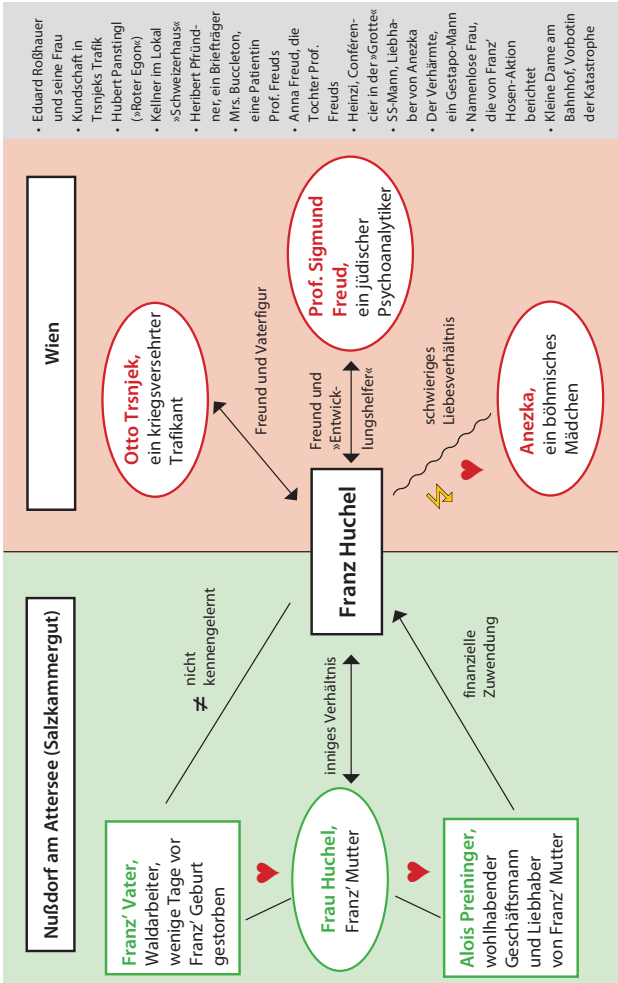 Nußdorf am Attersee (Salzkammergut)
Franz’ Vater,
Waldarbeiter,
wenige Tage vor
Franz’ Geburt
gestorben
≠ nicht
kennengelernt
Frau Huchel,
Franz’ Mutter
inniges Verhältnis
Alois Preininger,
wohlhabender
Geschäftsmann
und Liebhaber
von Franz’ Mutter
finanzielle
Zuwendung
Franz Huchel
Wien
Otto Trsnjek,
ein kriegsversehrter
Trafikant
Freund und Vaterfigur
Prof. Sigmund
Freud,
ein jüdischer
Psychoanalytiker
Freund und
»Entwick-
lungshelfer«
schwieriges
Liebesverhältnis
Anezka,
ein böhmisches
Mädchen
• Eduard Roßhauer
und seine Frau
• Kundschaft in
Trsnjeks Trafik
• Hubert Panstingl
(»Roter Egon«)
• Kellner im Lokal
»Schweizerhaus«
• Heribert Pfründ-
ner, ein Briefträger
• Mrs. Buccleton,
eine Patientin
Prof. Freuds
• Anna Freud, die
Tochter Prof.
Freuds
• Heinzi, Conféren-
cier in der »Grotte«
• SS-Mann, Liebha-
ber von Anezka
• Der Verhärmte,
ein Gestapo-Mann
• Namenlose Frau,
die von Franz’
Hosen-Aktion
berichtet
• Kleine Dame am
Bahnhof, Vorbotin
der Katastrophe